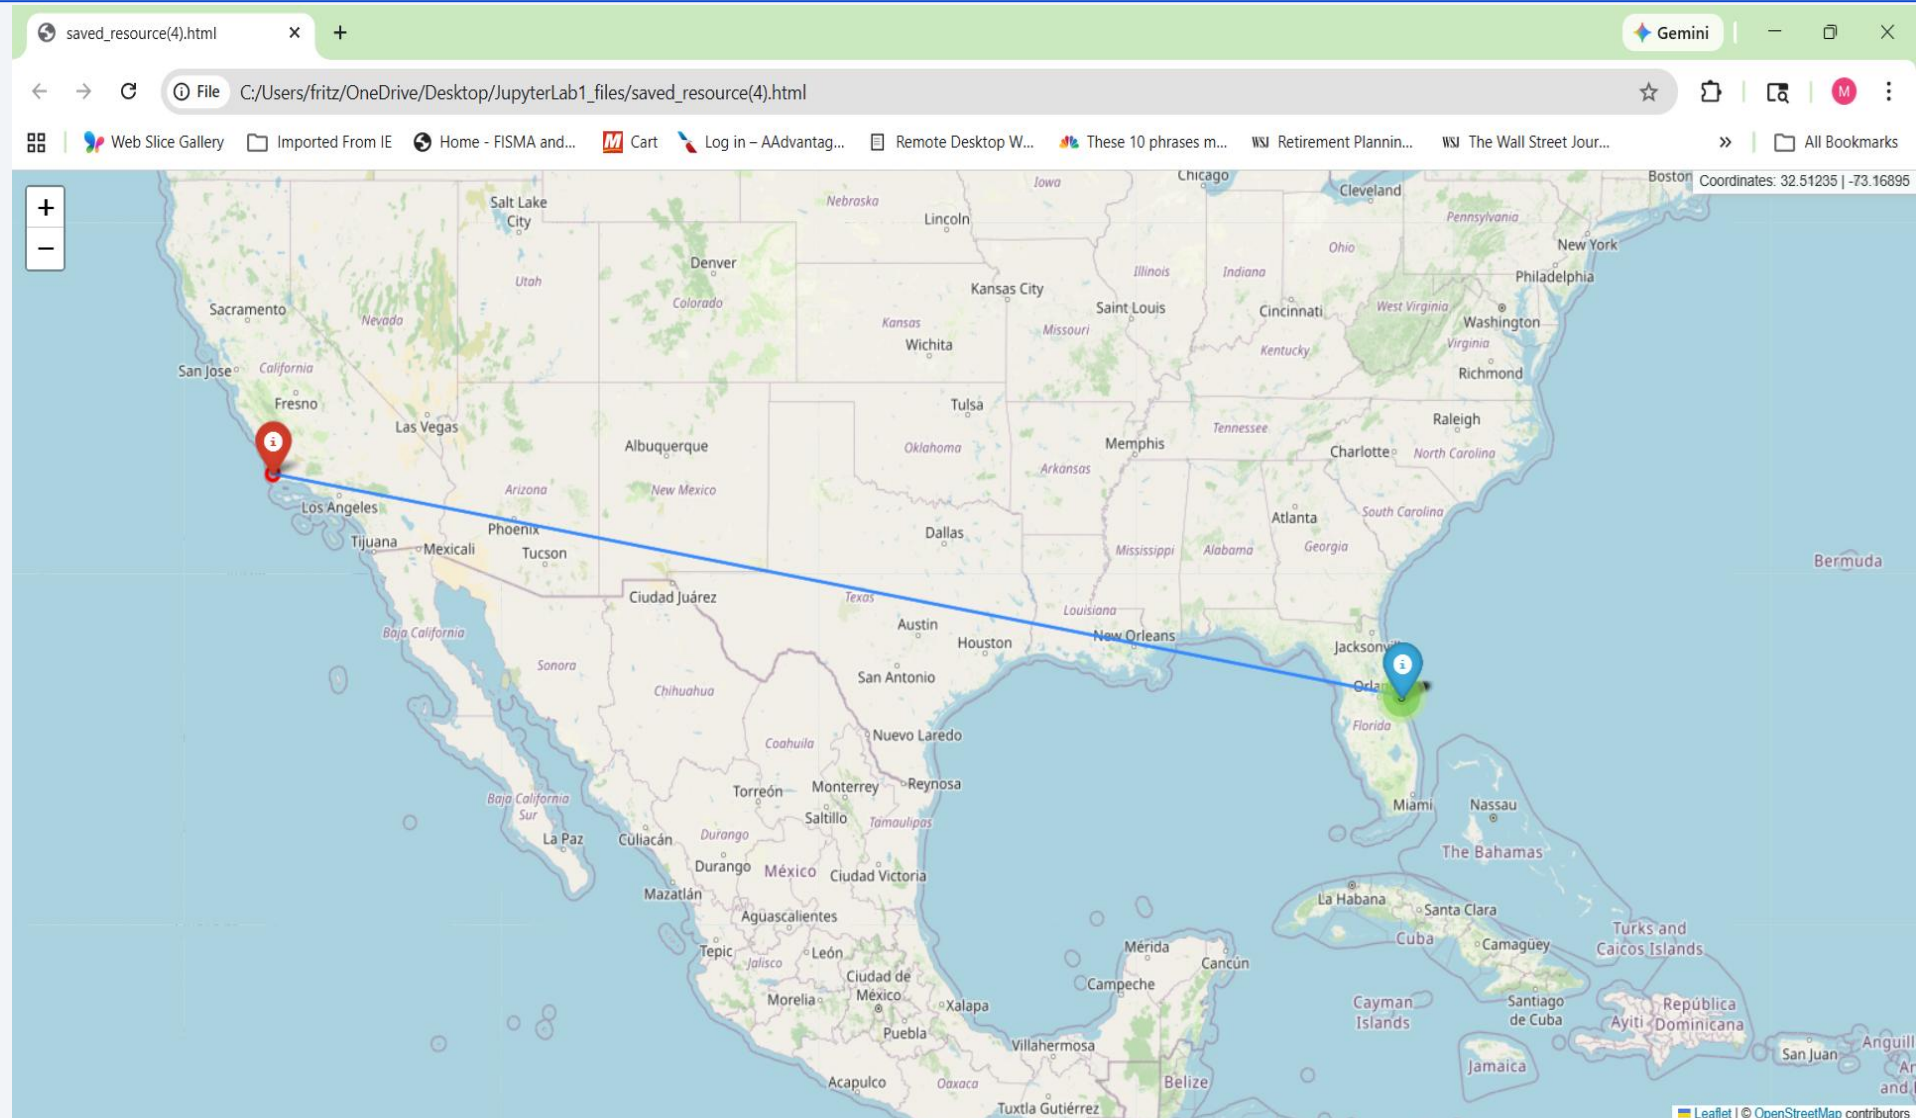 saved_resource(4).html
Gemini
File C:/Users/fritz/OneDrive/Desktop/JupyterLab1_files/saved_resource(4).html
Web Slice Gallery Imported From IE Home - FISMA and... Cart Log in – AAdvantag... Remote Desktop W... These 10 phrases m... WSJ Retirement Plannin... WSJ The Wall Street Jour... » All Bookmarks
+
−
Coordinates: 32.51235 | -73.16895
Boston
Chicago
Iowa
Cleveland
Salt Lake
City
Nebraska
Lincoln
Pennsylvania
New York
Ohio
Denver
Utah
Illinois
Indiana
Philadelphia
Kansas City
Colorado
Sacramento
Nevada
Saint Louis
Cincinnati
West Virginia
Kansas
Missouri
Washington
Wichita
Kentucky
Virginia
San Jose
California
Richmond
Fresno
Tulsa
Las Vegas
Raleigh
Tennessee
Albuquerque
Oklahoma
Memphis
Charlotte
North Carolina
Arkansas
Arizona
New Mexico
Los Angeles
Atlanta
South Carolina
Phoenix
Dallas
Tijuana
Mexicali
Tucson
Mississippi
Alabama
Georgia
Bermuda
Ciudad Juárez
Texas
Louisiana
Austin
Baja California
Houston
New Orleans
Jacksonvi
Sonora
San Antonio
Chihuahua
Orla
Florida
Nuevo Laredo
Coahuila
Torreón
Monterrey
Reynosa
Baja California
Sur
Miami
Nassau
Saltillo
Tamaulipas
La Paz
Culiacán
Durango
The Bahamas
Durango
México
Ciudad Victoria
Mazatlán
La Habana
Santa Clara
Aguascalientes
Turks and
Caicos Islands
Cuba
Camagüey
Tepic
León
Jalisco
Mérida
Cancún
Ciudad de
México
Campeche
Morelia
Xalapa
Cayman
Islands
Santiago
de Cuba
República
Dominicana
Ayiti
Puebla
Villahermosa
San Juan
Anguill
Jamaica
An
and
Acapulco
Oaxaca
Belize
Tuxtla Gutiérrez
Leaflet | © OpenStreetMap contributors